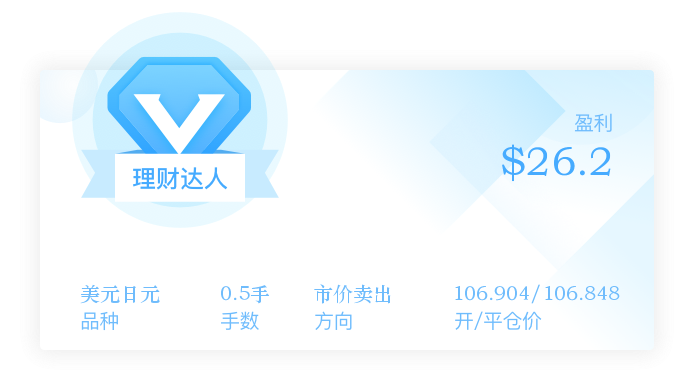 盈利
$26.2
理财达人
美元日元 0.5手 市价卖出 106.904/106.848
品种 手数 方向 开/平仓价